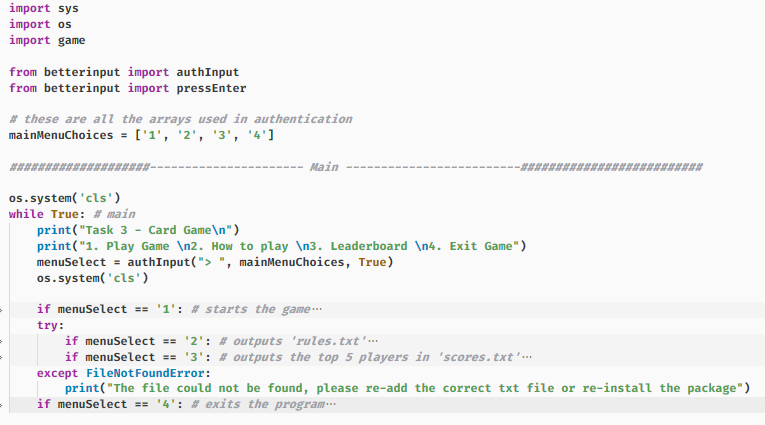 import sys
import os
import game
from betterinput import authInput
from betterinput import pressEnter
# these are all the arrays used in authentication
mainMenuChoices = ['1', '2', '3', '4']
####################---------------------- Main -------------------------##########################
os.system('cls')
while True: # main
    print("Task 3 - Card Game\n")
    print("1. Play Game \n2. How to play \n3. Leaderboard \n4. Exit Game")
    menuSelect = authInput("> ", mainMenuChoices, True)
    os.system('cls')
    if menuSelect == '1': # starts the game…
    try:
        if menuSelect == '2': # outputs 'rules.txt'…
        if menuSelect == '3': # outputs the top 5 players in 'scores.txt'…
    except FileNotFoundError:
        print("The file could not be found, please re-add the correct txt file or re-install the package")
    if menuSelect == '4': # exits the program…